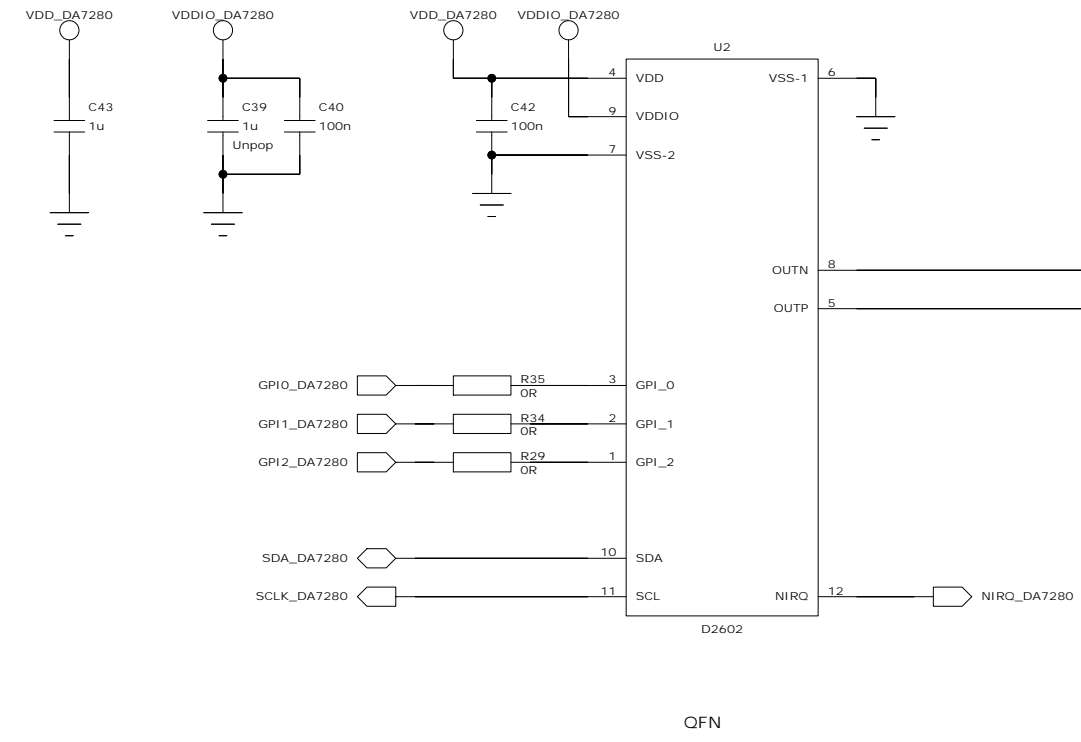 VDD_DA7280
VDDIO_DA7280
VDD_DA7280
VDDIO_DA7280
U2
4
VDD
VSS-1
6
C43
1u
C39
1u
Unpop
C40
100n
C42
100n
9
VDDIO
7
VSS-2
OUTN
8
OUTP
5
GPI0_DA7280
R35
0R
3
GPI_0
GPI1_DA7280
R34
0R
2
GPI_1
GPI2_DA7280
R29
0R
1
GPI_2
SDA_DA7280
10
SDA
SCLK_DA7280
11
SCL
NIRQ
12
NIRQ_DA7280
D2602
QFN